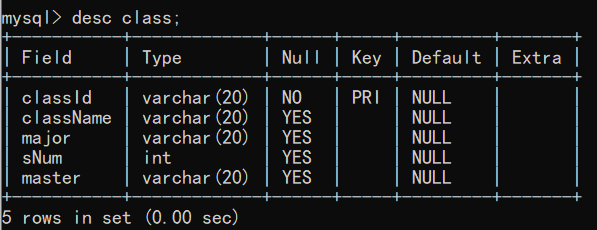 mysql> desc class;
+-----------+-------------+------+-----+---------+-------+
| Field     | Type        | Null | Key | Default | Extra |
+-----------+-------------+------+-----+---------+-------+
| classId   | varchar(20) | NO   | PRI | NULL    |       |
| className | varchar(20) | YES  |     | NULL    |       |
| major     | varchar(20) | YES  |     | NULL    |       |
| sNum      | int         | YES  |     | NULL    |       |
| master    | varchar(20) | YES  |     | NULL    |       |
+-----------+-------------+------+-----+---------+-------+
5 rows in set (0.00 sec)